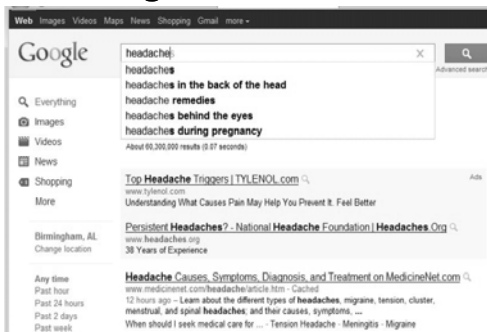 Web Images Videos Maps News Shopping Gmail more
Google
headaches
X
Advanced search
headaches
headaches in the back of the head
headache remedies
headaches behind the eyes
headaches during pregnancy
About 60,300,000 results (0.07 seconds)
Everything
Images
Videos
News
Shopping
More
Birmingham, AL
Change location
Any time
Past hour
Past 24 hours
Past 2 days
Past week
Top Headache Triggers | TYLENOL.com
Ads
www.tylenol.com
Understanding What Causes Pain May Help You Prevent It. Feel Better
Persistent Headaches? - National Headache Foundation | Headaches.Org
www.headaches.org
38 Years of Experience
Headache Causes, Symptoms, Diagnosis, and Treatment on MedicineNet.com
www.medicinenet.com/headache/article.htm - Cached
12 hours ago – Learn about the different types of headaches, migraine, tension, cluster,
menstrual, and spinal headaches; and their causes, symptoms, ...
When should I seek medical care for ... - Tension Headache - Meningitis - Migraine